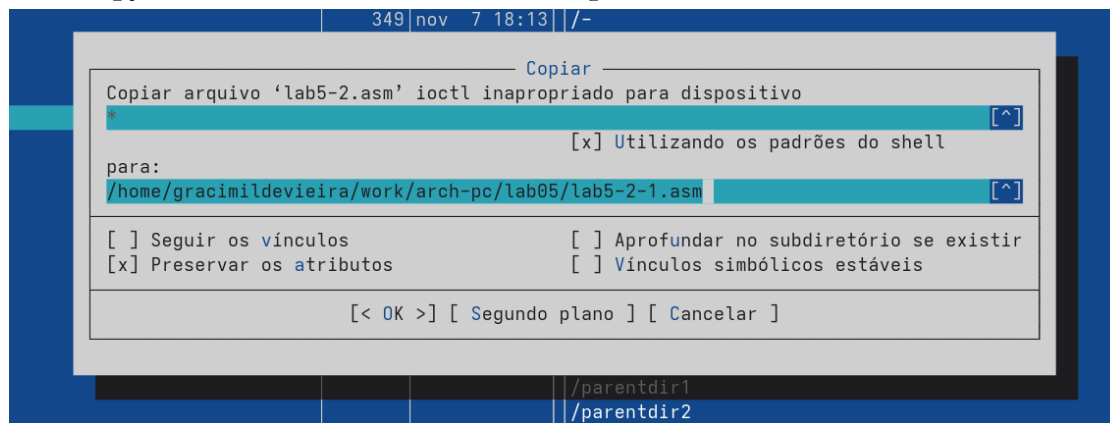 349 nov 7 18:13 /-
Copiar
Copiar arquivo ‘lab5-2.asm’ ioctl inapropriado para dispositivo
* [^]
[x] Utilizando os padrões do shell
para:
/home/gracimildevieira/work/arch-pc/lab05/lab5-2-1.asm [^]
[ ] Seguir os vínculos [ ] Aprofundar no subdiretório se existir
[x] Preservar os atributos [ ] Vínculos simbólicos estáveis
[< OK >] [ Segundo plano ] [ Cancelar ]
/parentdir1
/parentdir2